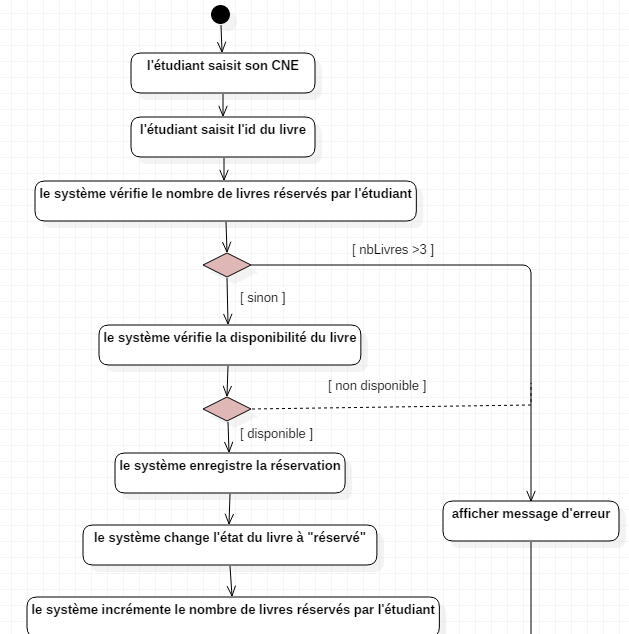 l'étudiant saisit son CNE
l'étudiant saisit l'id du livre
le système vérifie le nombre de livres réservés par l'étudiant
[ nbLivres >3 ]
[ sinon ]
le système vérifie la disponibilité du livre
[ non disponible ]
[ disponible ]
le système enregistre la réservation
afficher message d'erreur
le système change l'état du livre à "réservé"
le système incrémente le nombre de livres réservés par l'étudiant